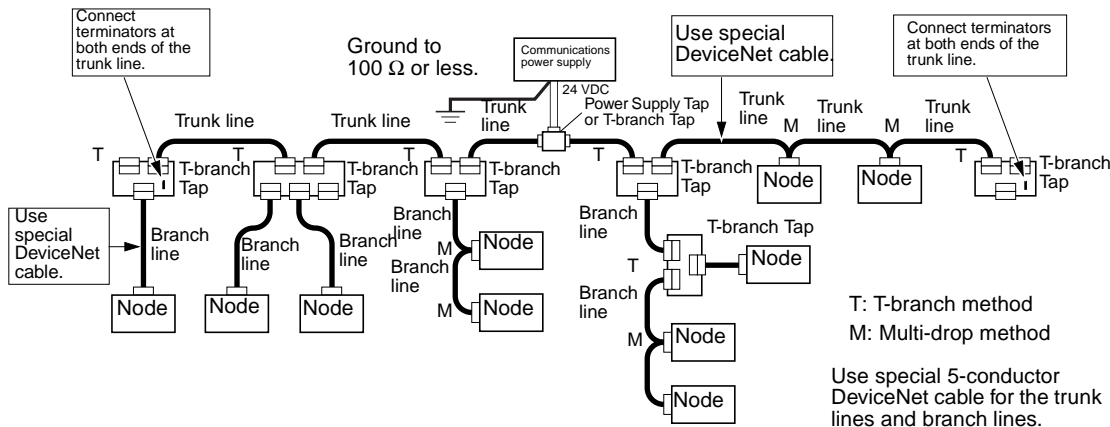 Connect
terminators at
both ends of the
trunk line.
Ground to
100 Ω or less.
Communications
power supply
24 VDC
Power Supply Tap
or T-branch Tap
Use special
DeviceNet cable.
Connect terminators
at both ends of the
trunk line.
Trunk line
Trunk line
Trunk
line
Trunk
line
M
Trunk
line
M
Trunk
line
T
T-branch
Tap
T
T-branch
Tap
T
T-branch
Tap
T
T-branch
Tap
Node
Node
T
T-branch
Tap
Use
special
DeviceNet
cable.
Branch
line
Branch
line
Branch
line
Branch
line
M
Node
Branch
line
M
Node
Branch
line
T-branch Tap
T
Node
Branch
line
M
Node
Node
Node
Node
Node
T: T-branch method
M: Multi-drop method
Use special 5-conductor
DeviceNet cable for the trunk
lines and branch lines.